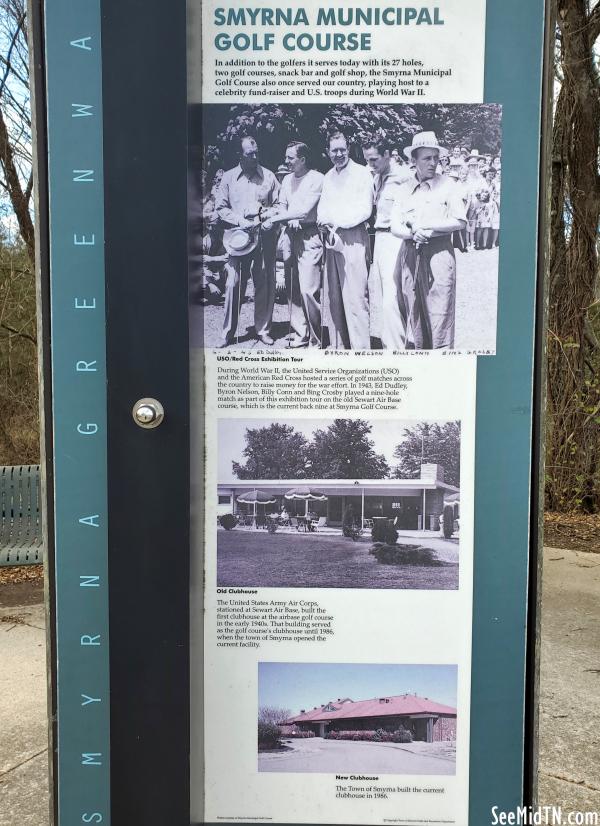 SMYRNA GREENWA
SMYRNA MUNICIPAL
GOLF COURSE
In addition to the golfers it serves today with its 27 holes,
two golf courses, snack bar and golf shop, the Smyrna Municipal
Golf Course also once served our country, playing host to a
celebrity fund-raiser and U.S. troops during World War II.
ED DUDLEY BYRON NELSON BILLY CONN BING CROSBY
USO/Red Cross Exhibition Tour
During World War II, the United Service Organizations (USO)
and the American Red Cross hosted a series of golf matches across
the country to raise money for the war effort. In 1943, Ed Dudley,
Byron Nelson, Billy Conn and Bing Crosby played a nine-hole
match as part of this exhibition tour on the old Sewart Air Base
course, which is the current back nine at Smyrna Golf Course.
Old Clubhouse
The United States Army Air Corps,
stationed at Sewart Air Base, built the
first clubhouse at the airbase golf course
in the early 1940s. That building served
as the golf course's clubhouse until 1986,
when the town of Smyrna opened the
current facility.
New Clubhouse
The Town of Smyrna built the current
clubhouse in 1986.
SeeMidTN.com